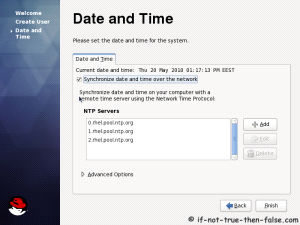 Welcome
Create User
Date and Time
Date and Time
Please set the date and time for the system.
Date and Time
Current date and time: Thu 20 May 2010 01:17:13 PM EEST
Synchronize date and time over the network
Synchronize date and time on your computer with a
remote time server using the Network Time Protocol:
NTP Servers
0.rhel.pool.ntp.org
1.rhel.pool.ntp.org
2.rhel.pool.ntp.org
Add
Edit
Delete
Advanced Options
Back
Finish
© if-not-true-then-false.com